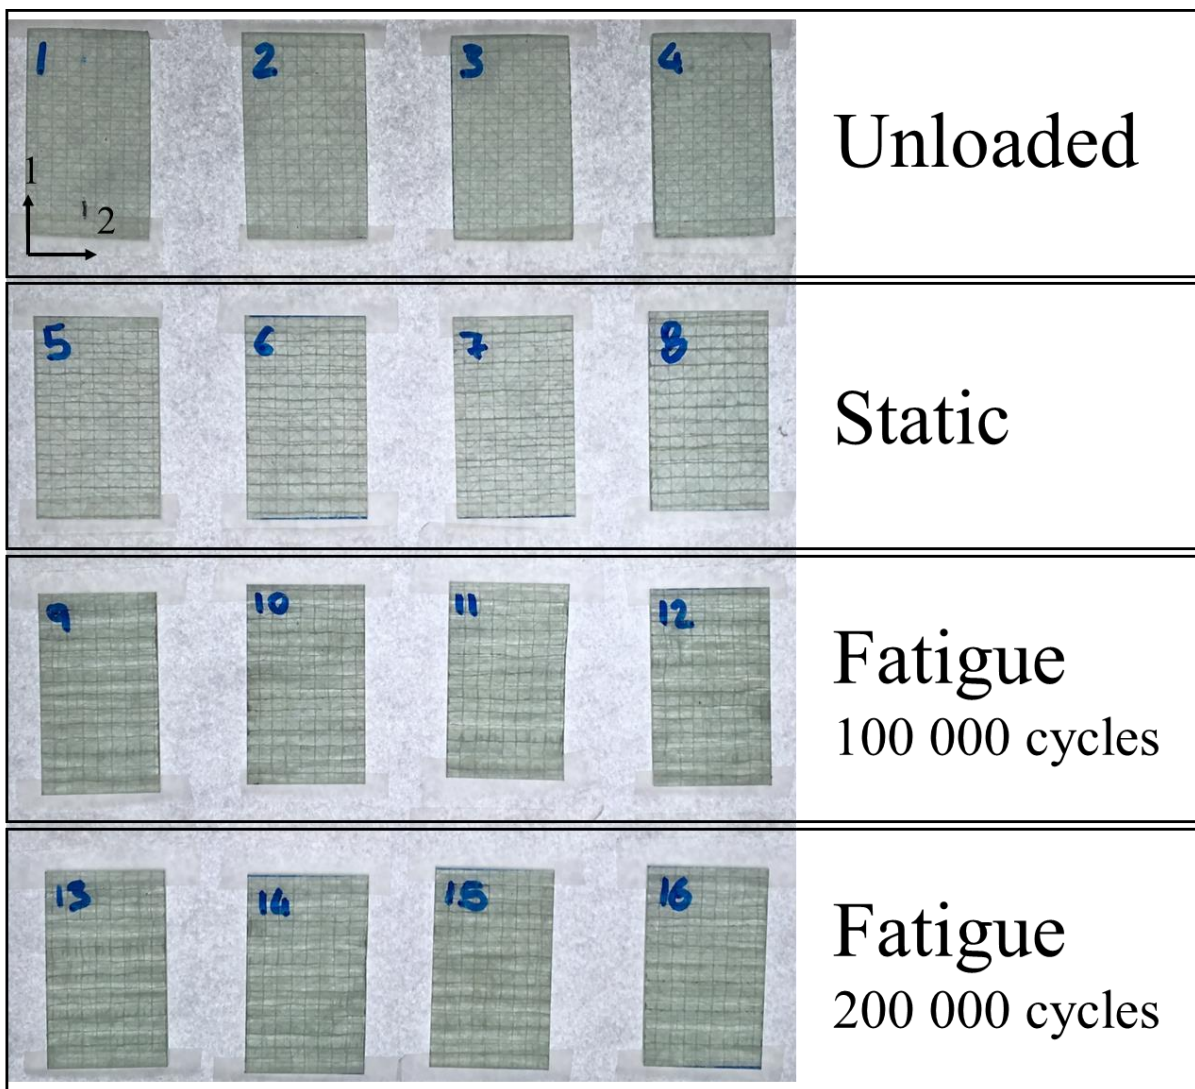 1 2 3 4
1
2
Unloaded
5 6 7 8
Static
9 10 11 12
Fatigue
100 000 cycles
13 14 15 16
Fatigue
200 000 cycles